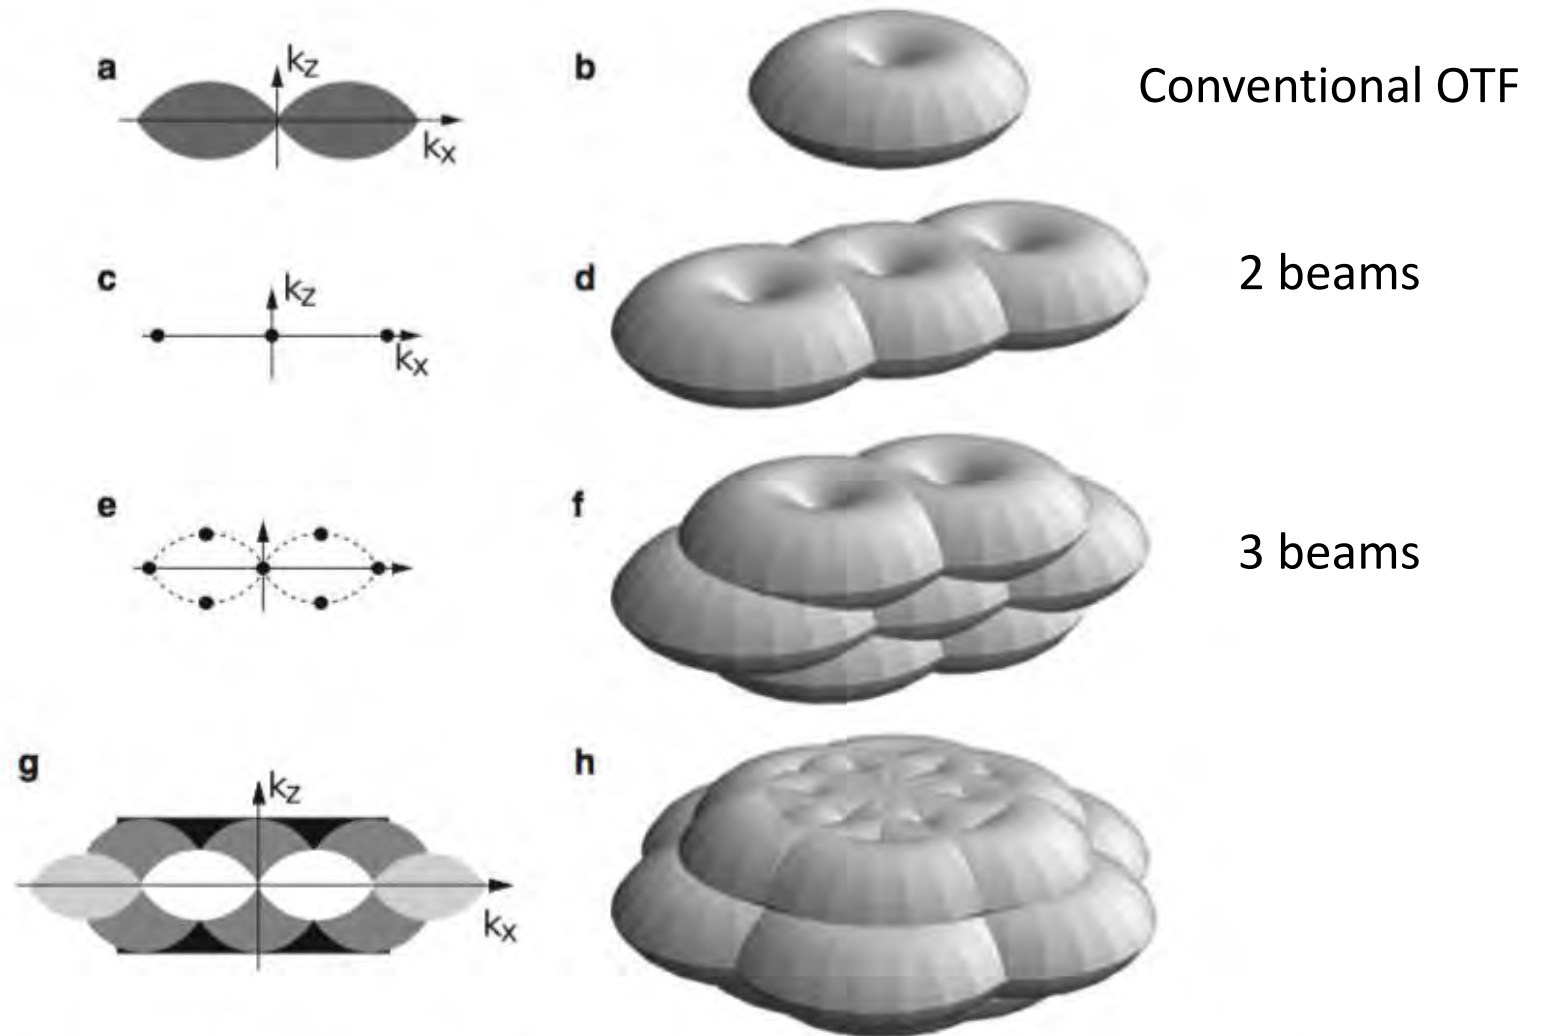 a
kz
kx
b
Conventional OTF
c
kz
kx
d
2 beams
e
f
3 beams
g
kz
kx
h